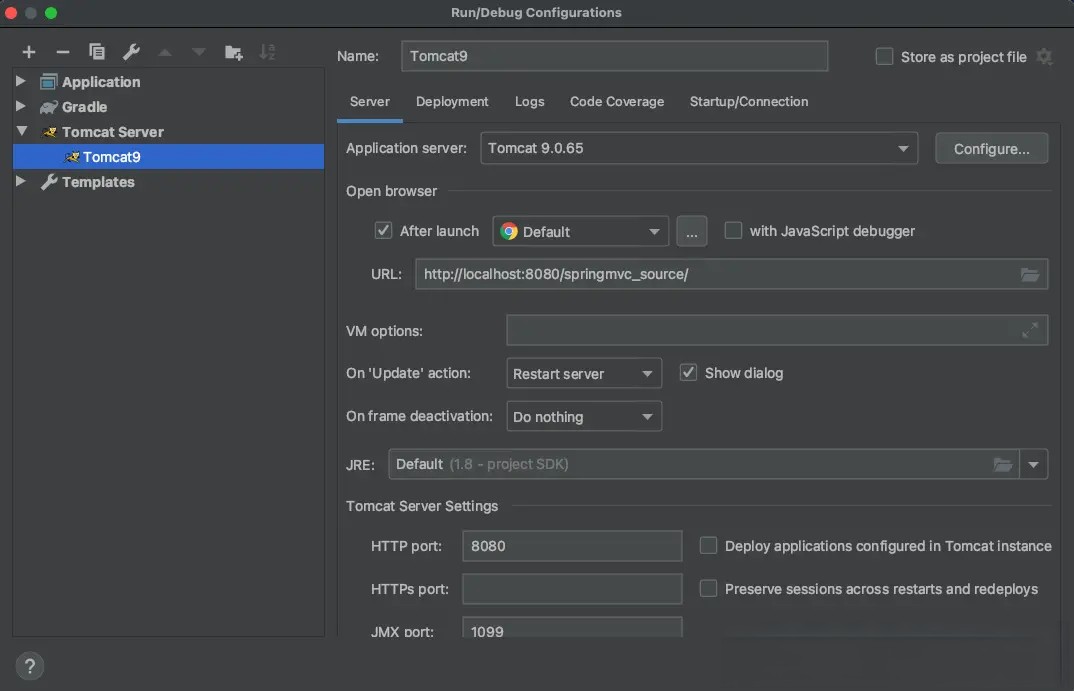 Run/Debug Configurations
Name: Tomcat9 Store as project file
Application
Gradle
Tomcat Server
Tomcat9
Templates
Server Deployment Logs Code Coverage Startup/Connection
Application server: Tomcat 9.0.65 Configure...
Open browser
After launch Default ... with JavaScript debugger
URL: http://localhost:8080/springmvc_source/
VM options:
On 'Update' action: Restart server Show dialog
On frame deactivation: Do nothing
JRE: Default (1.8 - project SDK)
Tomcat Server Settings
HTTP port: 8080 Deploy applications configured in Tomcat instance
HTTPs port: Preserve sessions across restarts and redeploys
JMX port: 1099
?